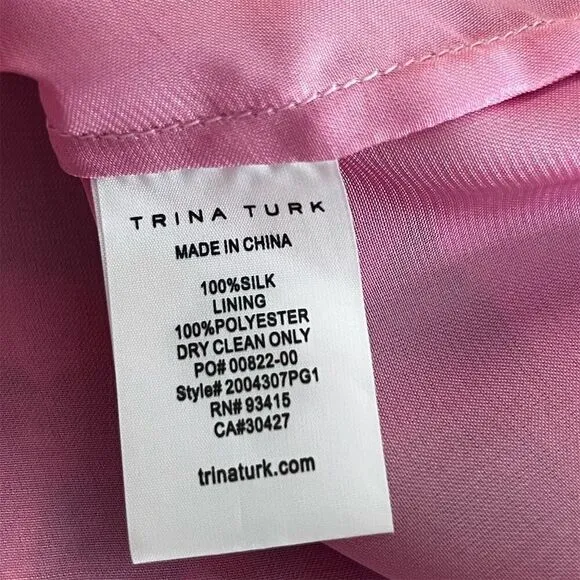 TRINA TURK
MADE IN CHINA
100%SILK
LINING
100%POLYESTER
DRY CLEAN ONLY
PO# 00822-00
Style# 2004307PG1
RN# 93415
CA#30427
trinaturk.com